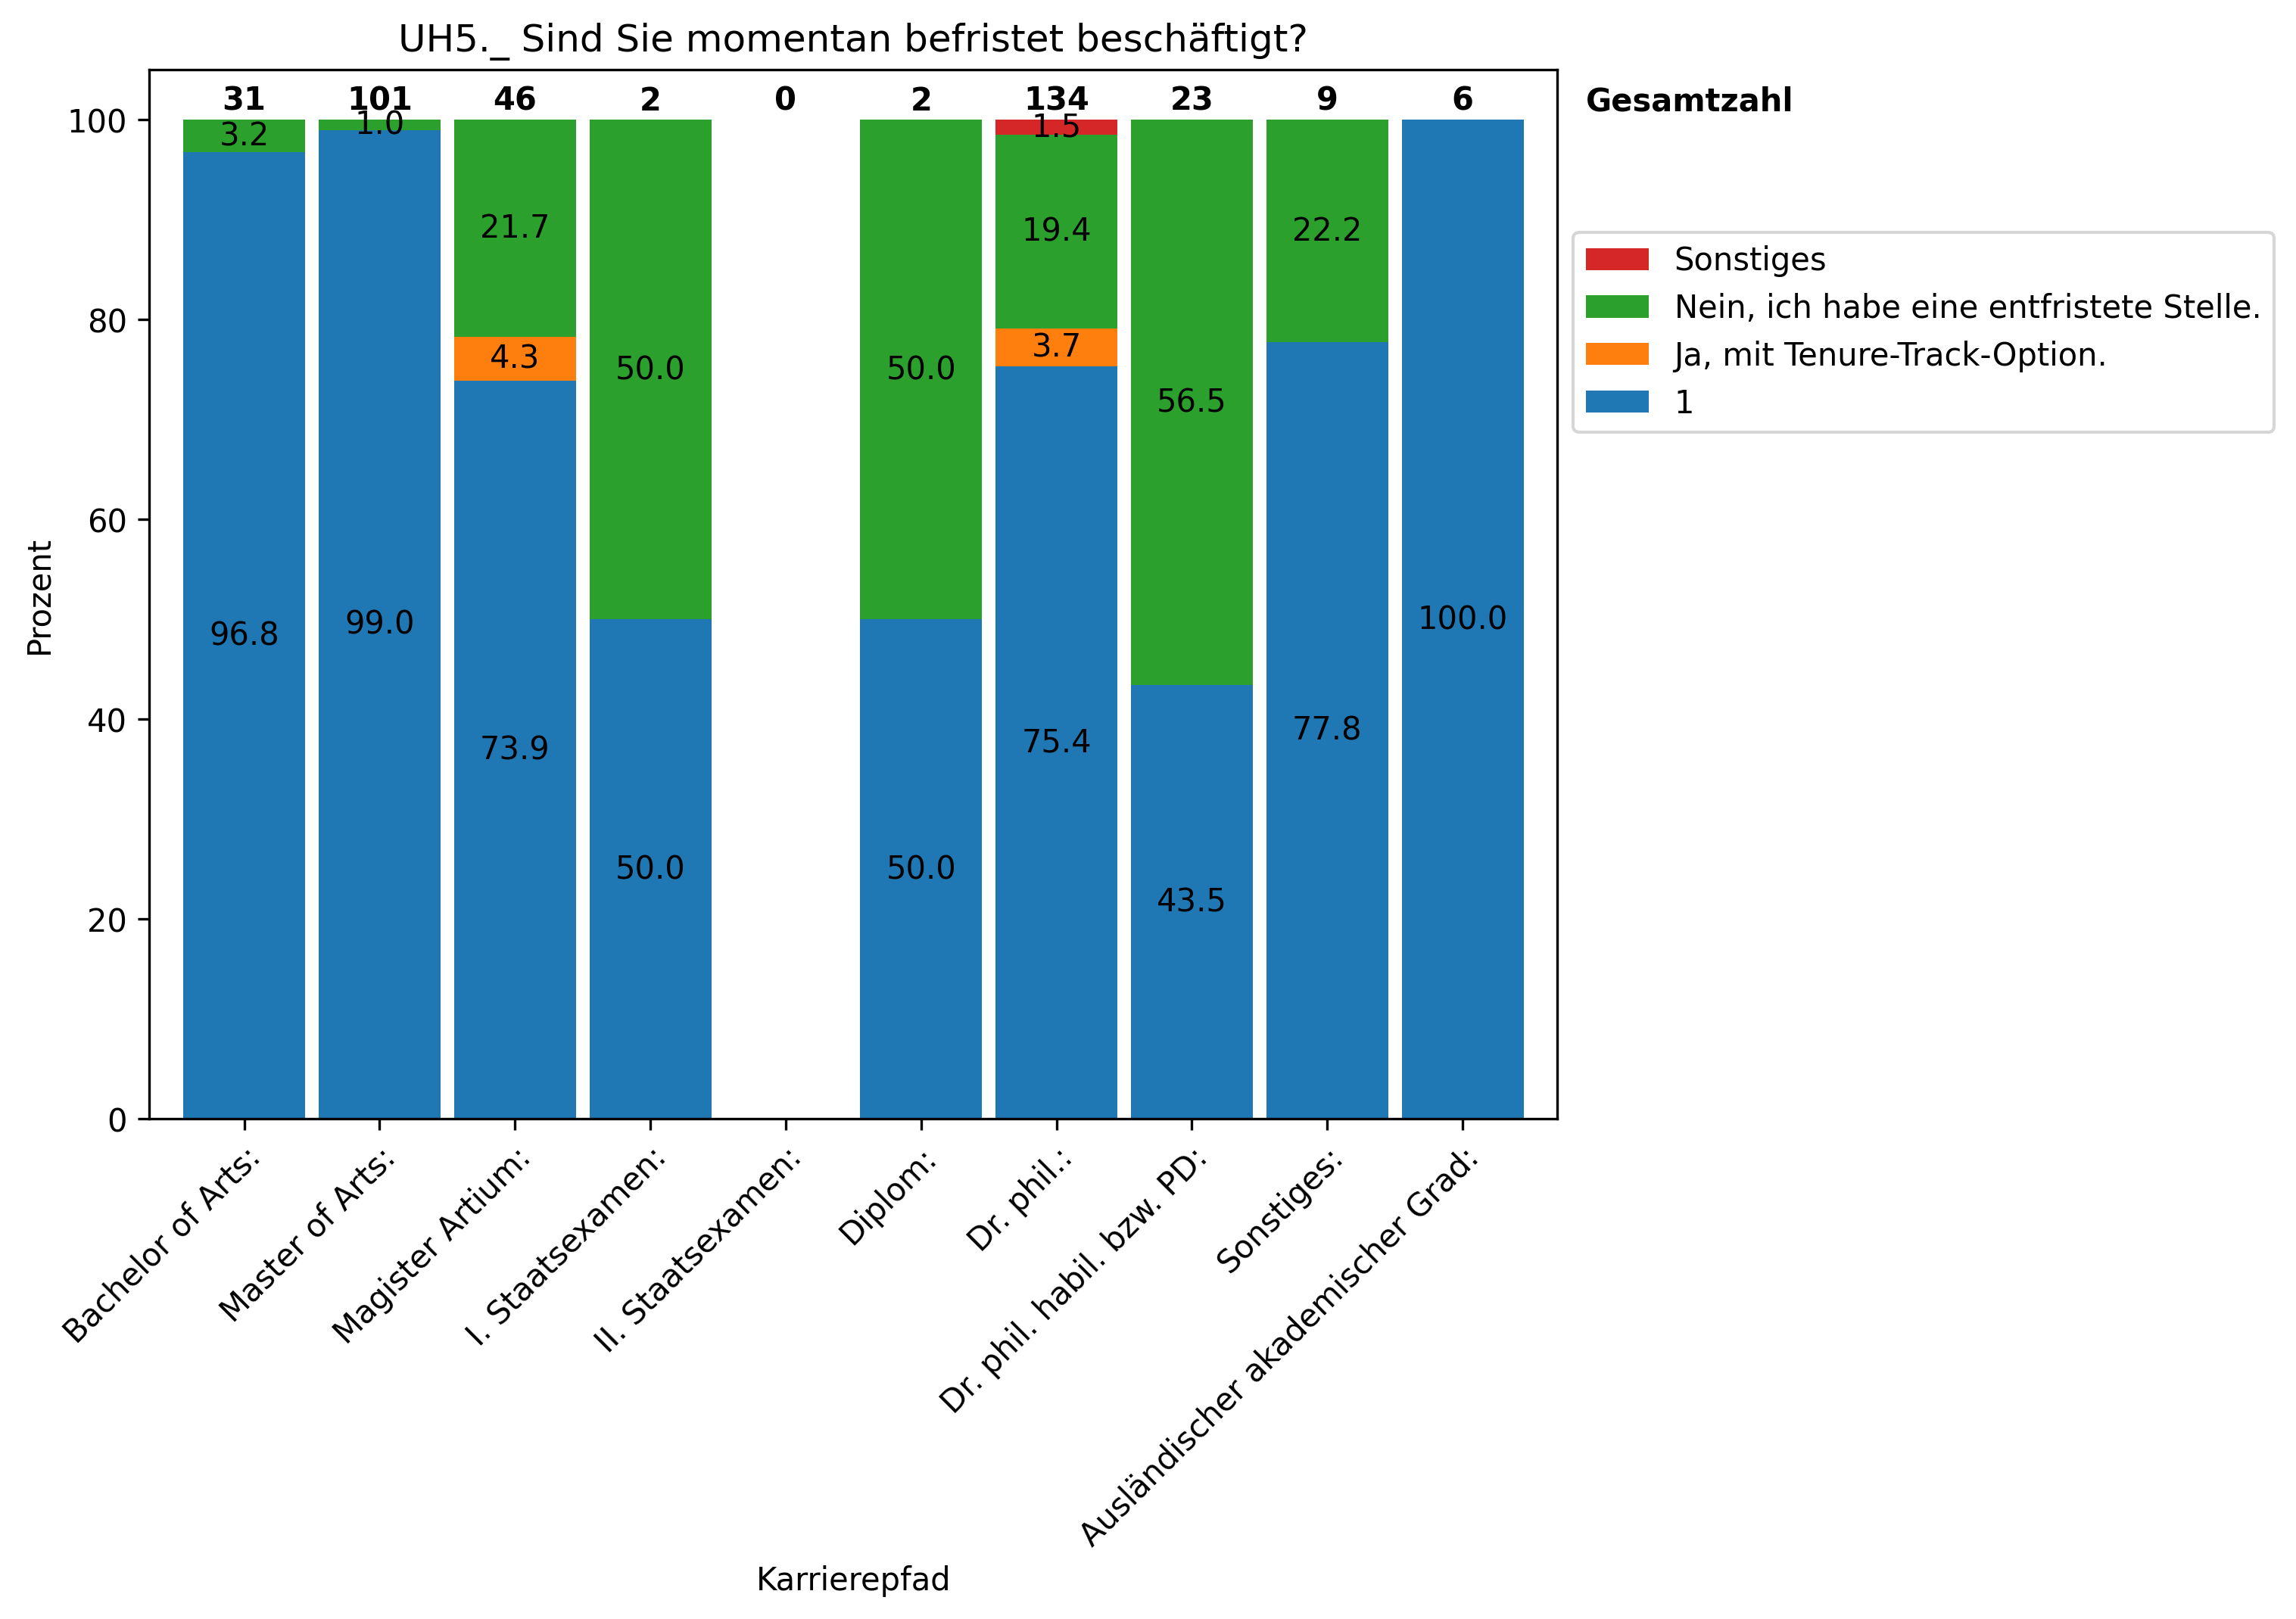 UH5._ Sind Sie momentan befristet beschäftigt?
31 101 46 2 0 2 134 23 9 6 Gesamtzahl
100
80
60
40
20
0
Prozent
3.2
96.8
1.0
99.0
21.7
4.3
73.9
50.0
50.0
50.0
50.0
1.5
19.4
3.7
75.4
56.5
43.5
22.2
77.8
100.0
Sonstiges
Nein, ich habe eine entfristete Stelle.
Ja, mit Tenure-Track-Option.
1
Bachelor of Arts:
Master of Arts:
Magister Artium:
I. Staatsexamen:
II. Staatsexamen:
Diplom:
Dr. phil.:
Dr. phil. habil. bzw. PD:
Sonstiges:
Ausländischer akademischer Grad:
Karrierepfad